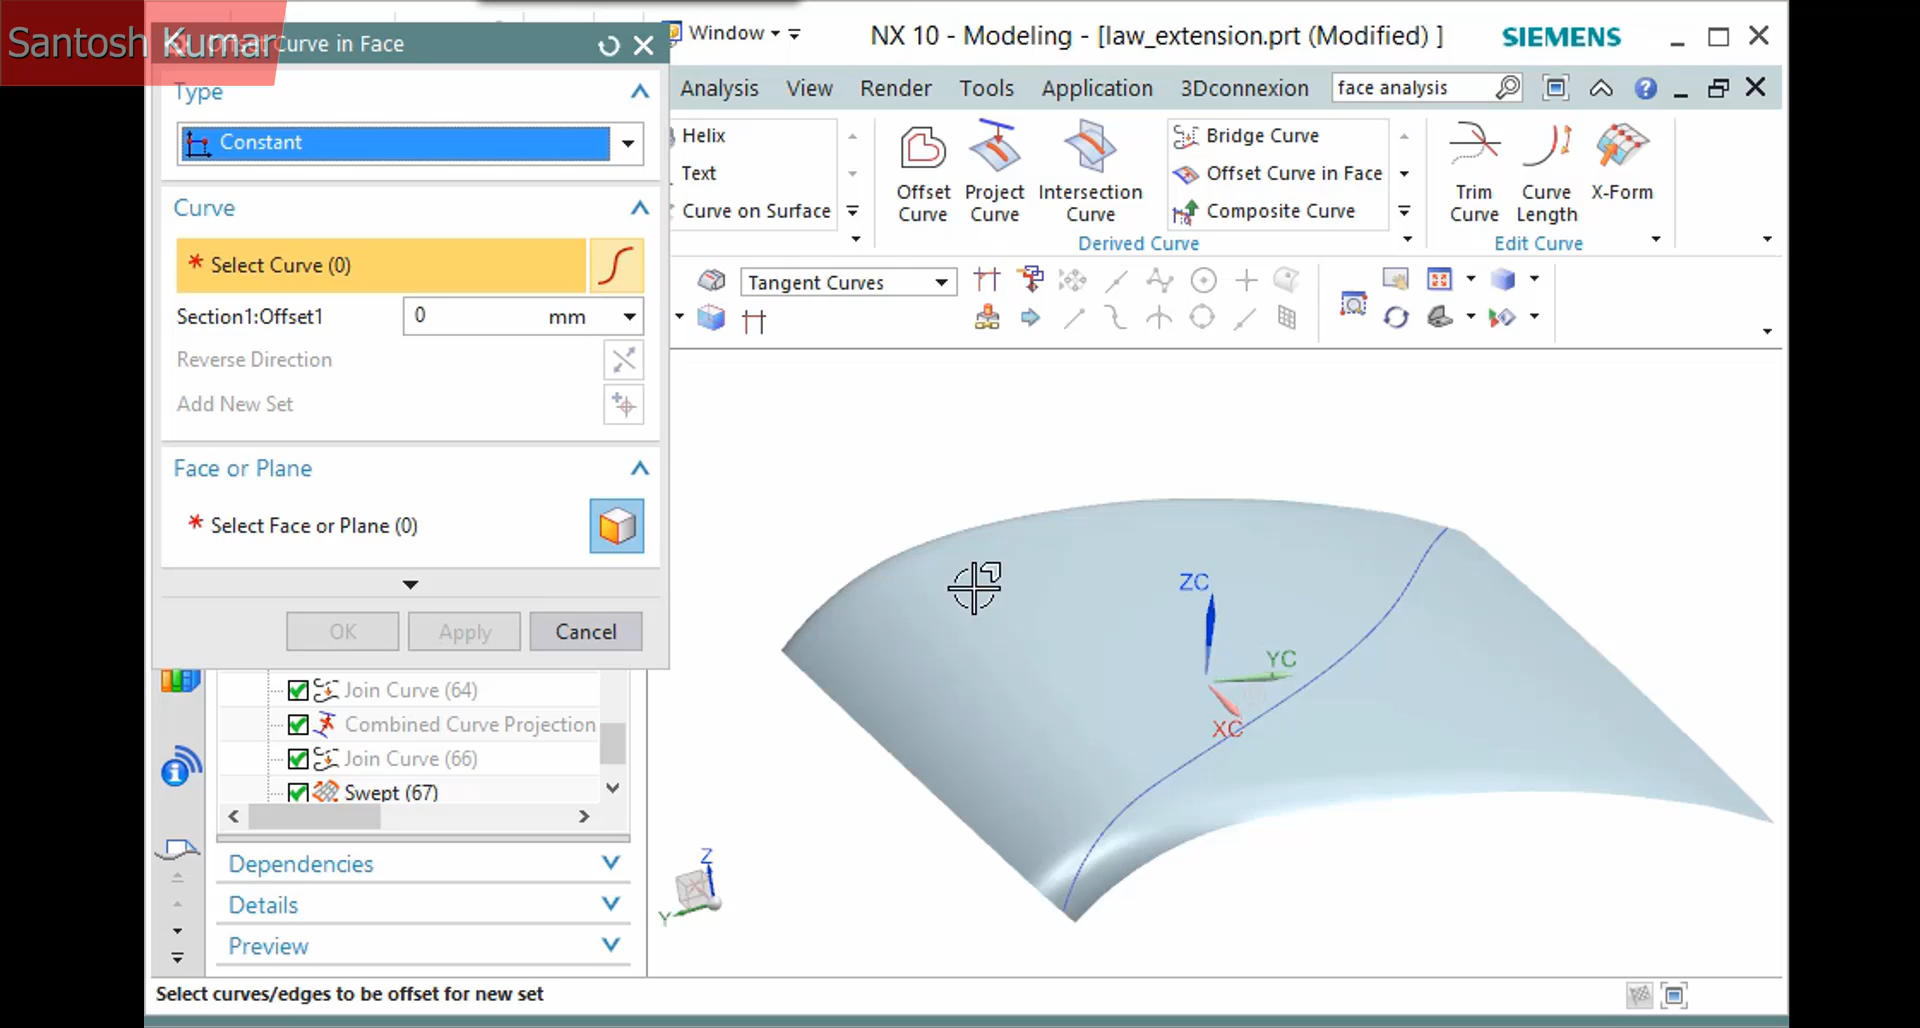 Santosh Kumar
Offset Curve in Face
Window
NX 10 - Modeling - [law_extension.prt (Modified) ]
SIEMENS
Type
Analysis
View
Render
Tools
Application
3Dconnexion
face analysis
Constant
Helix
Text
Curve on Surface
Offset
Curve
Project
Curve
Intersection
Curve
Bridge Curve
Offset Curve in Face
Composite Curve
Derived Curve
Trim
Curve
Curve
Length
X-Form
Edit Curve
Curve
* Select Curve (0)
Tangent Curves
Section1:Offset1
0
mm
Reverse Direction
Add New Set
Face or Plane
* Select Face or Plane (0)
OK
Apply
Cancel
ZC
YC
XC
Join Curve (64)
Combined Curve Projection
Join Curve (66)
Swept (67)
Dependencies
Details
Preview
Z
Y
Select curves/edges to be offset for new set